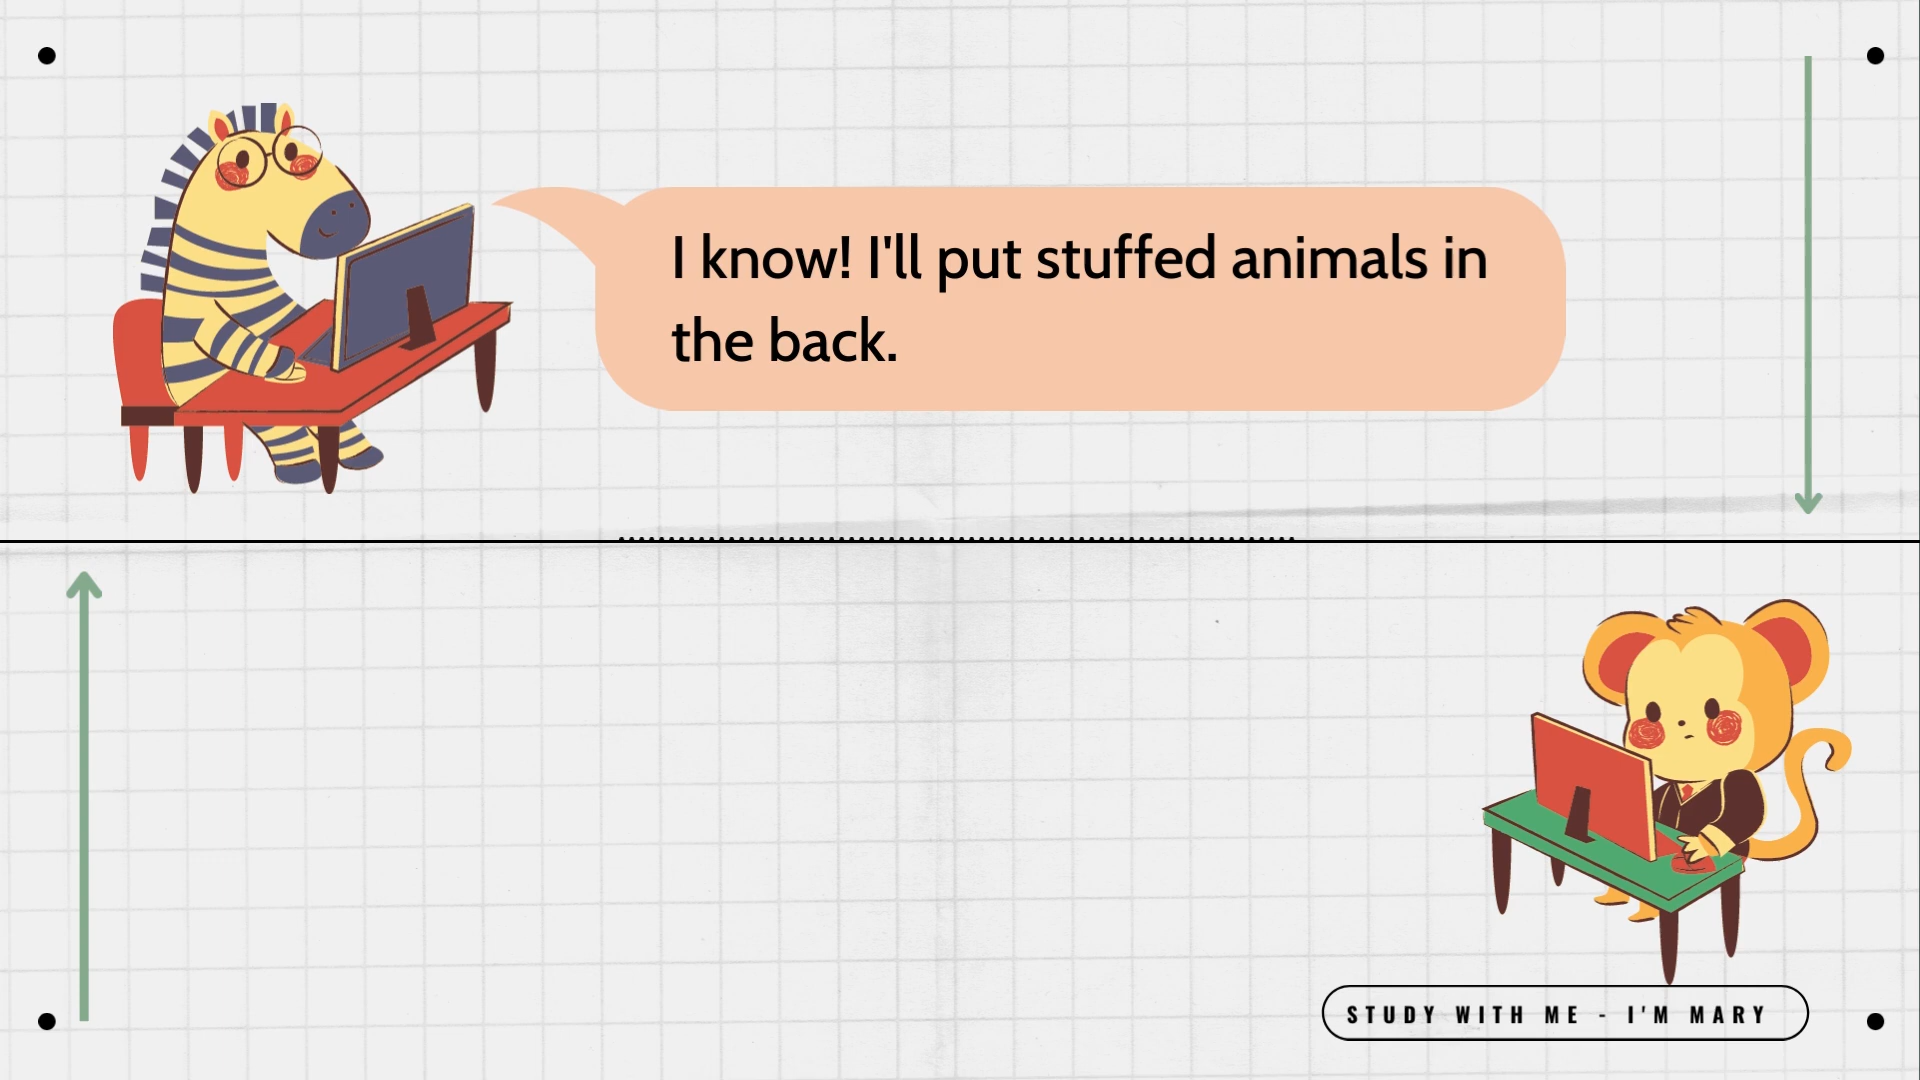 I know! I'll put stuffed animals in
the back.
STUDY WITH ME - I'M MARY